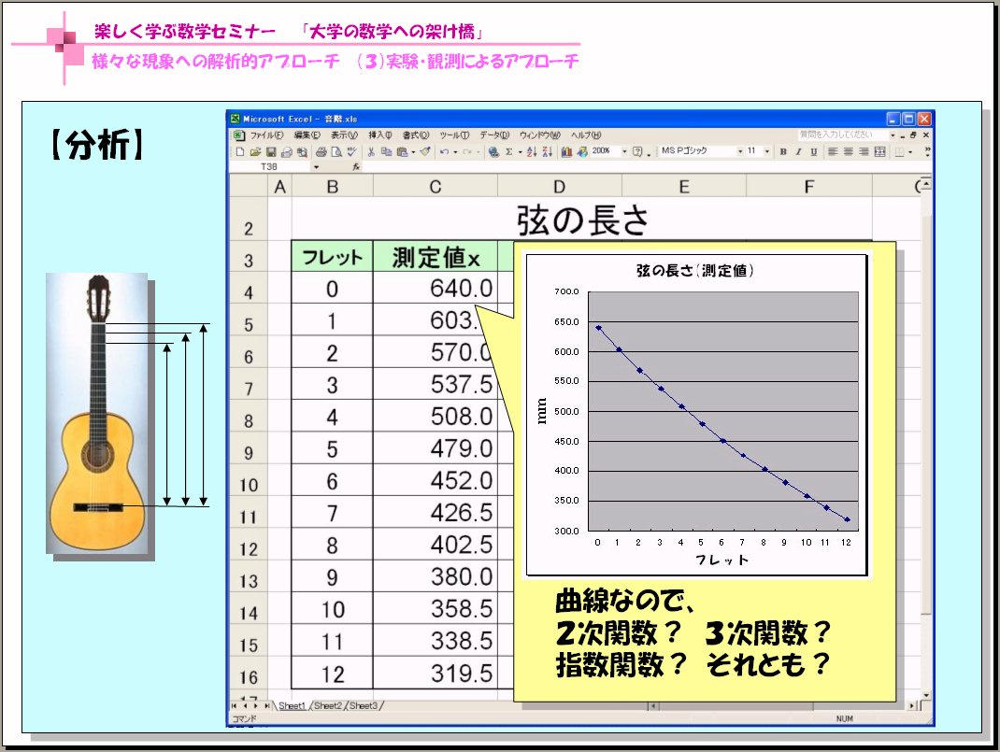 楽しく学ぶ数学セミナー 「大学の数学への架け橋」
様々な現象への解析的アプローチ (3)実験・観測によるアプローチ
【分析】
Microsoft Excel - 音階.xls
ファイル(F) 編集(E) 表示(V) 挿入(I) 書式(O) ツール(T) データ(D) ウィンドウ(W) ヘルプ(H) 質問を入力してください
200% MS Pゴシック 11 B I U
T38 fx
A B C D E F
2 弦の長さ
3 フレット 測定値x
4 0 640.0
5 1 603.
6 2 570.0
7 3 537.5
8 4 508.0
9 5 479.0
10 6 452.0
11 7 426.5
12 8 402.5
13 9 380.0
14 10 358.5
15 11 338.5
16 12 319.5
弦の長さ(測定値)
700.0
650.0
600.0
550.0
500.0
450.0
400.0
350.0
300.0
mm
0 1 2 3 4 5 6 7 8 9 10 11 12
フレット
曲線なので、
2次関数? 3次関数?
指数関数? それとも?
Sheet1 Sheet2 Sheet3
コマンド NUM